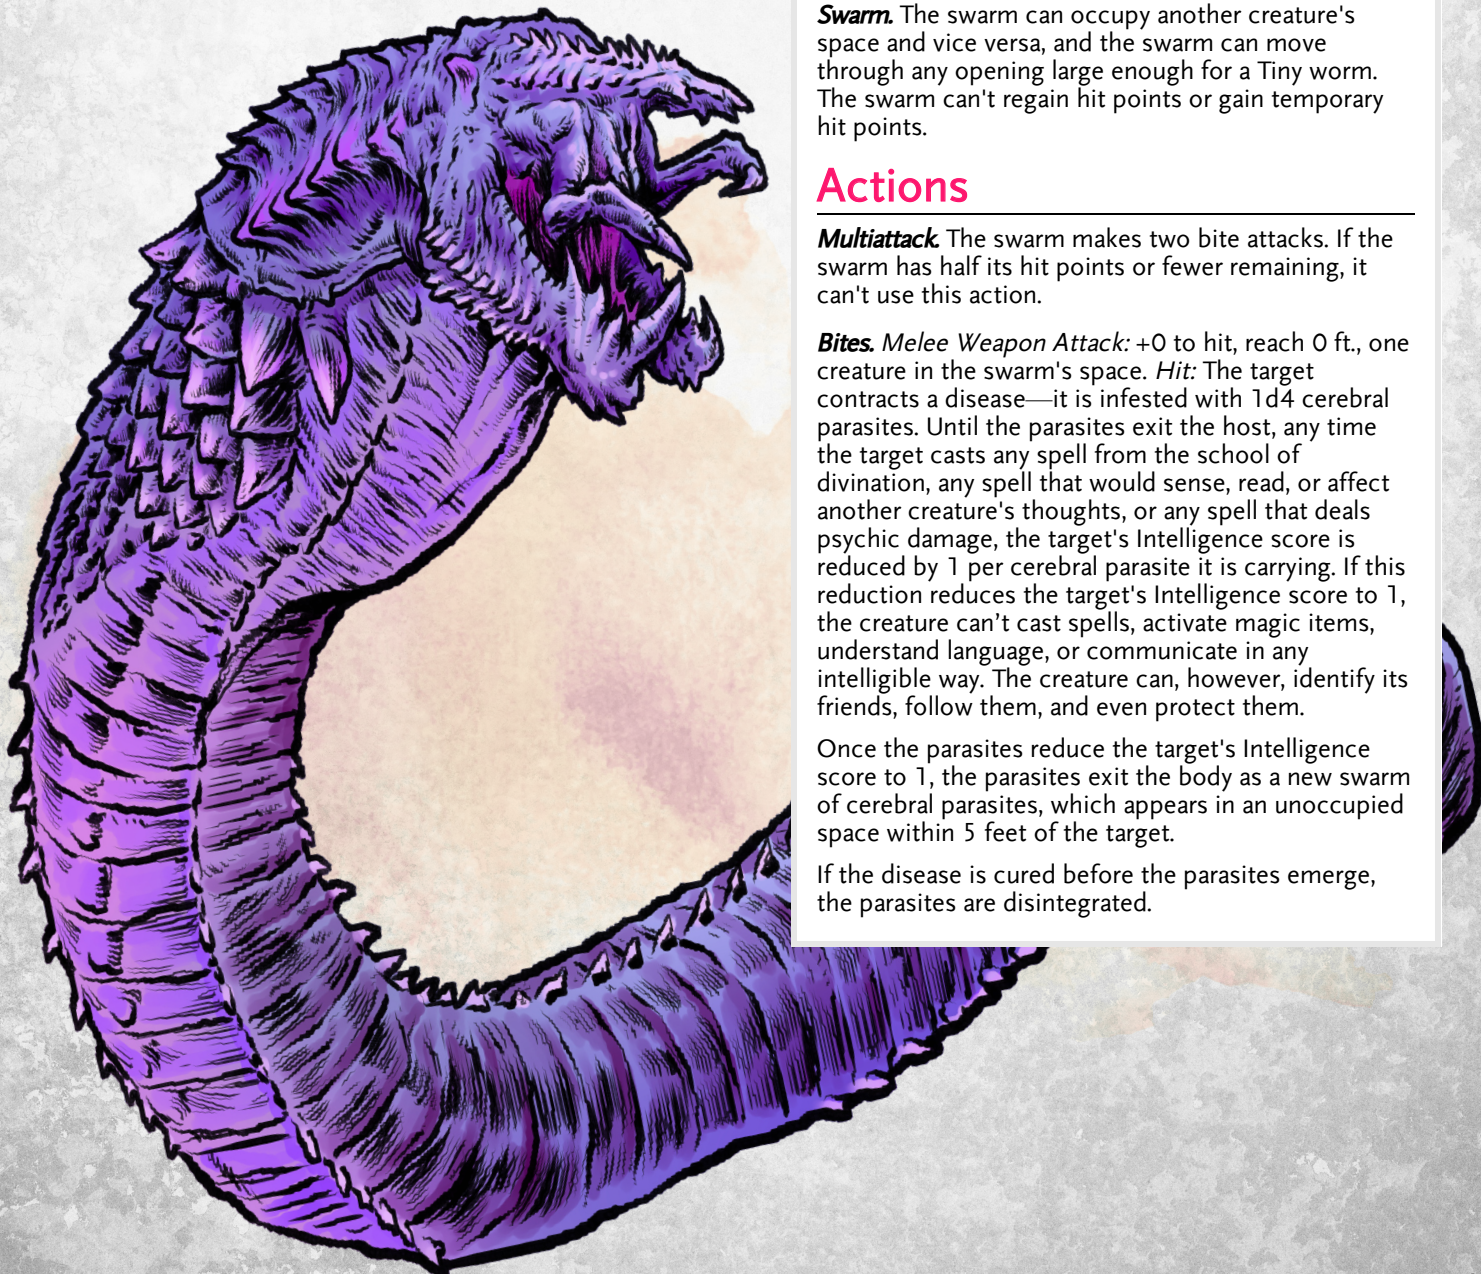 Swarm. The swarm can occupy another creature's
space and vice versa, and the swarm can move
through any opening large enough for a Tiny worm.
The swarm can't regain hit points or gain temporary
hit points.
Actions
Multiattack. The swarm makes two bite attacks. If the
swarm has half its hit points or fewer remaining, it
can't use this action.
Bites. Melee Weapon Attack: +0 to hit, reach 0 ft., one
creature in the swarm's space. Hit: The target
contracts a disease—it is infested with 1d4 cerebral
parasites. Until the parasites exit the host, any time
the target casts any spell from the school of
divination, any spell that would sense, read, or affect
another creature's thoughts, or any spell that deals
psychic damage, the target's Intelligence score is
reduced by 1 per cerebral parasite it is carrying. If this
reduction reduces the target's Intelligence score to 1,
the creature can’t cast spells, activate magic items,
understand language, or communicate in any
intelligible way. The creature can, however, identify its
friends, follow them, and even protect them.
Once the parasites reduce the target's Intelligence
score to 1, the parasites exit the body as a new swarm
of cerebral parasites, which appears in an unoccupied
space within 5 feet of the target.
If the disease is cured before the parasites emerge,
the parasites are disintegrated.